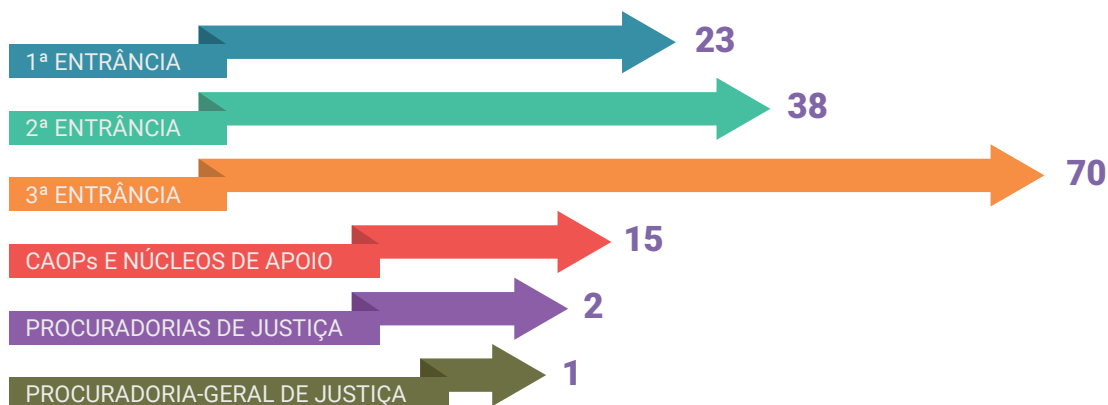 1ª ENTRÂNCIA 23
2ª ENTRÂNCIA 38
3ª ENTRÂNCIA 70
CAOPs E NÚCLEOS DE APOIO 15
PROCURADORIAS DE JUSTIÇA 2
PROCURADORIA-GERAL DE JUSTIÇA 1